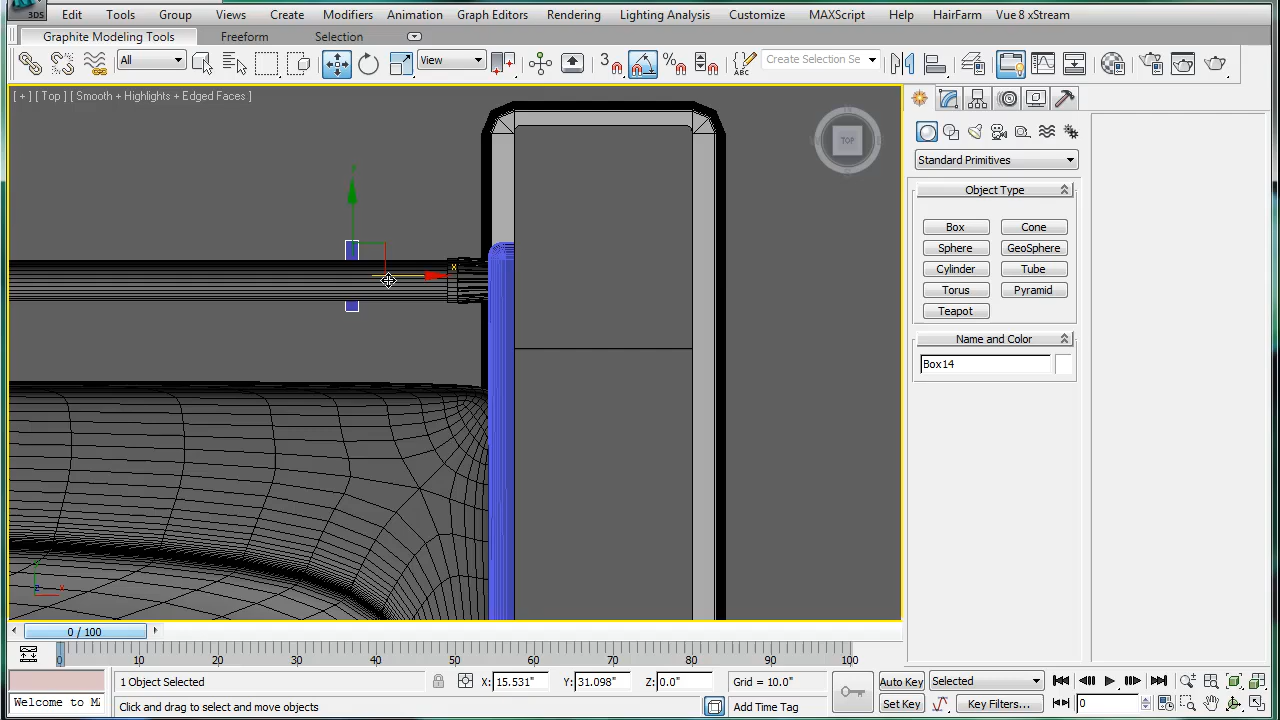 3DS
Edit Tools Group Views Create Modifiers Animation Graph Editors Rendering Lighting Analysis Customize MAXScript Help HairFarm Vue 8 xStream
Graphite Modeling Tools Freeform Selection
All View 3 ABC Create Selection Se
[ + ] [ Top ] [ Smooth + Highlights + Edged Faces ]
TOP
Standard Primitives
Object Type
Box Cone
Sphere GeoSphere
Cylinder Tube
Torus Pyramid
Teapot
Name and Color
Box14
x
0 / 100
0 10 20 30 40 50 60 70 80 90 100
1 Object Selected X: 15.531" Y: 31.098" Z: 0.0" Grid = 10.0" Auto Key Selected
Welcome to M Click and drag to select and move objects Add Time Tag Set Key Key Filters... 0